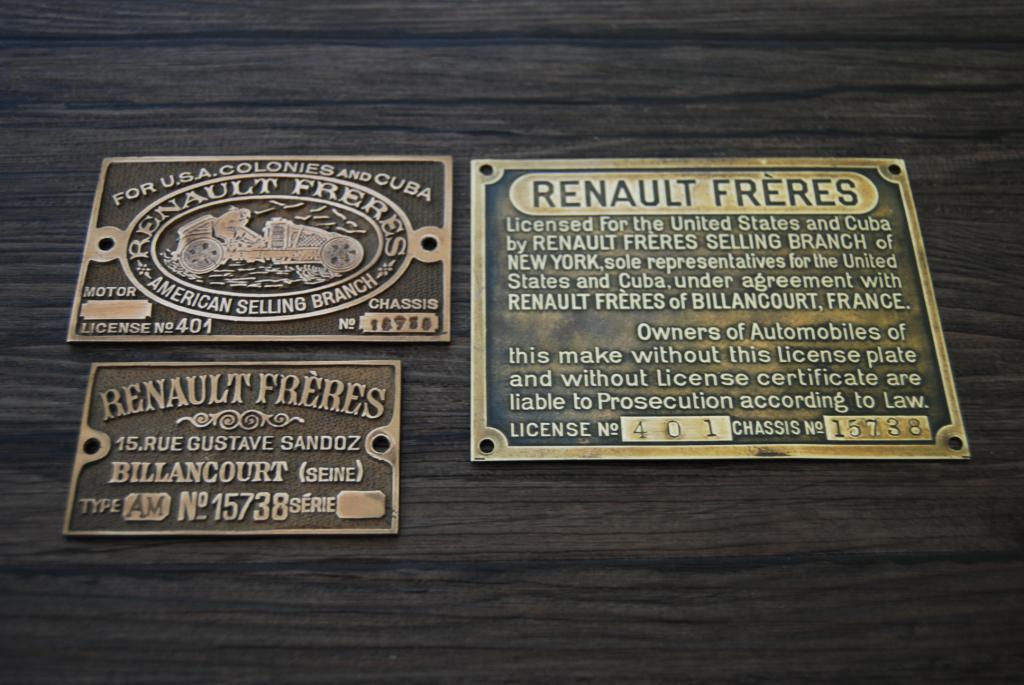 FOR U.S.A. COLONIES AND CUBA
RENAULT FRÈRES
AMERICAN SELLING BRANCH
MOTOR
CHASSIS
LICENSE No 401
No
RENAULT FRÈRES
15. RUE GUSTAVE SANDOZ
BILLANCOURT (SEINE)
TYPE AM No 15738 SÉRIE
RENAULT FRÈRES
Licensed For the United States and Cuba
by RENAULT FRÈRES SELLING BRANCH of
NEW YORK, sole representatives for the United
States and Cuba, under agreement with
RENAULT FRÈRES of BILLANCOURT, FRANCE.
Owners of Automobiles of
this make without this License plate
and without License certificate are
liable to Prosecution according to Law.
LICENSE No 401 CHASSIS No 15738